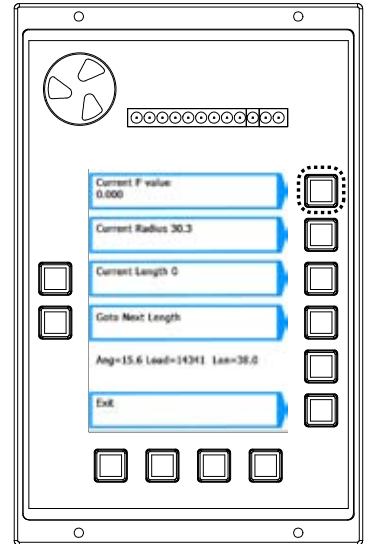 Current F value
0.000
Current Radius 30.3
Current Length 0
Goto Next Length
Ang=15.6 Load=14341 Len=38.0
Exit